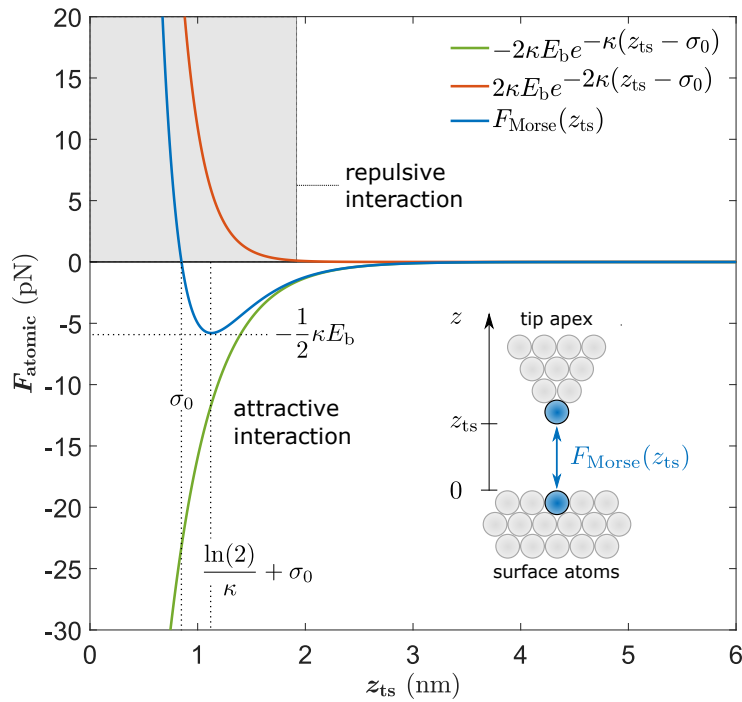 20
15
10
5
0
-5
-10
-15
-20
-25
-30
F_atomic (pN)
0 1 2 3 4 5 6
z_ts (nm)
−2κE_b e^{−κ(z_ts − σ_0)}
2κE_b e^{−2κ(z_ts − σ_0)}
F_Morse(z_ts)
repulsive
interaction
−1/2 κE_b
σ_0
attractive
interaction
ln(2)/κ + σ_0
z
tip apex
z_ts
F_Morse(z_ts)
0
surface atoms